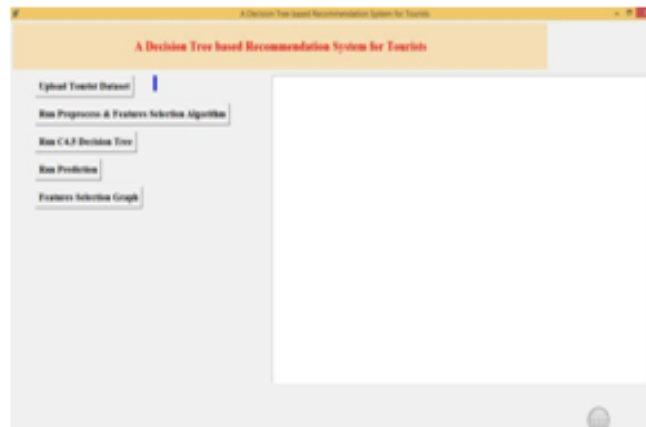 A Decision Tree based Recommendation System for Tourists
A Decision Tree based Recommendation System for Tourists
Upload Tourist Dataset
Run Preprocess & Features Selection Algorithm
Run C4.5 Decision Tree
Run Prediction
Features Selection Graph